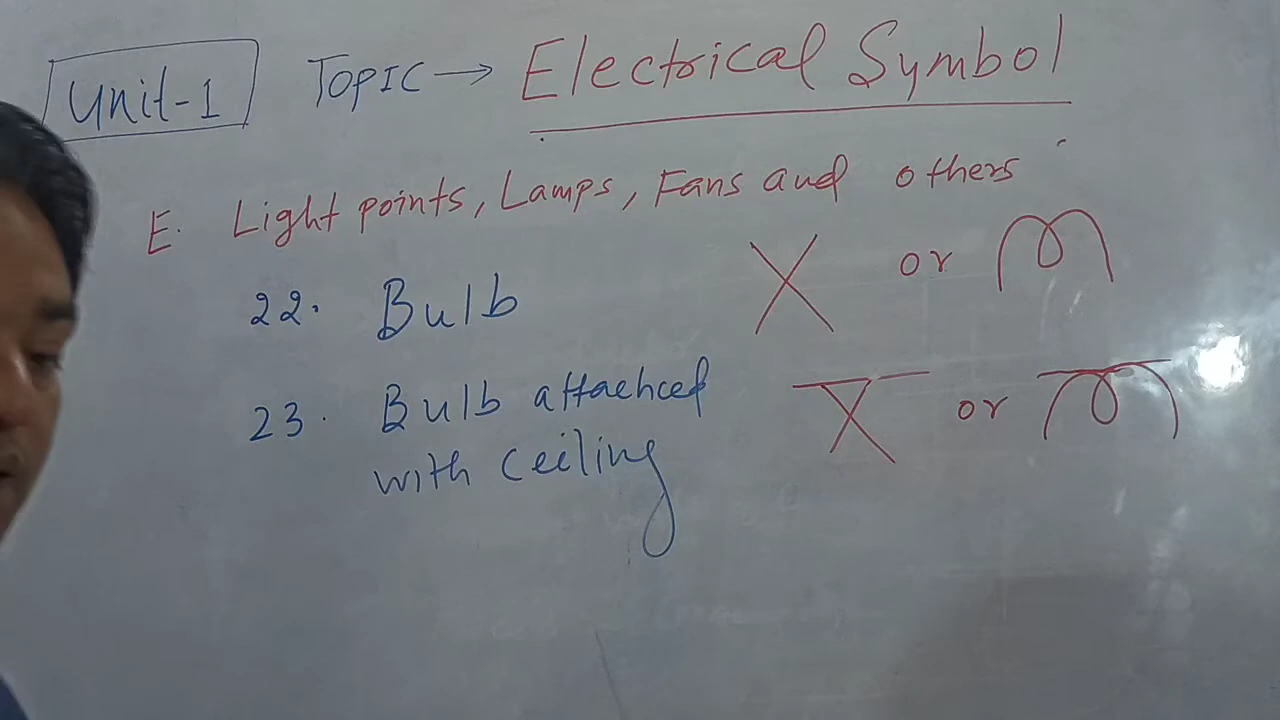 Unit-1 TOPIC → Electrical Symbol
E. Light points, Lamps, Fans and others
22. Bulb X or
23. Bulb attached or
with ceiling